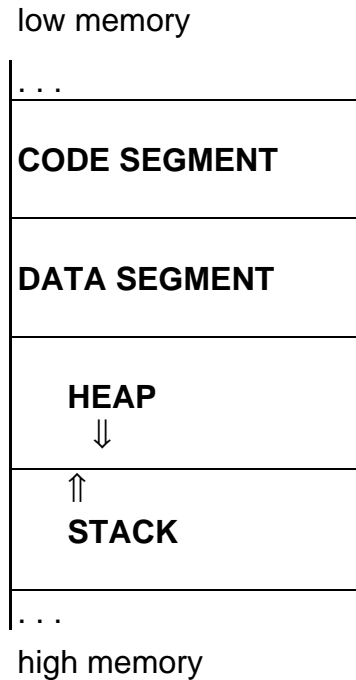 low memory
. . .
CODE SEGMENT
DATA SEGMENT
HEAP
⇓
⇑
STACK
. . .
high memory